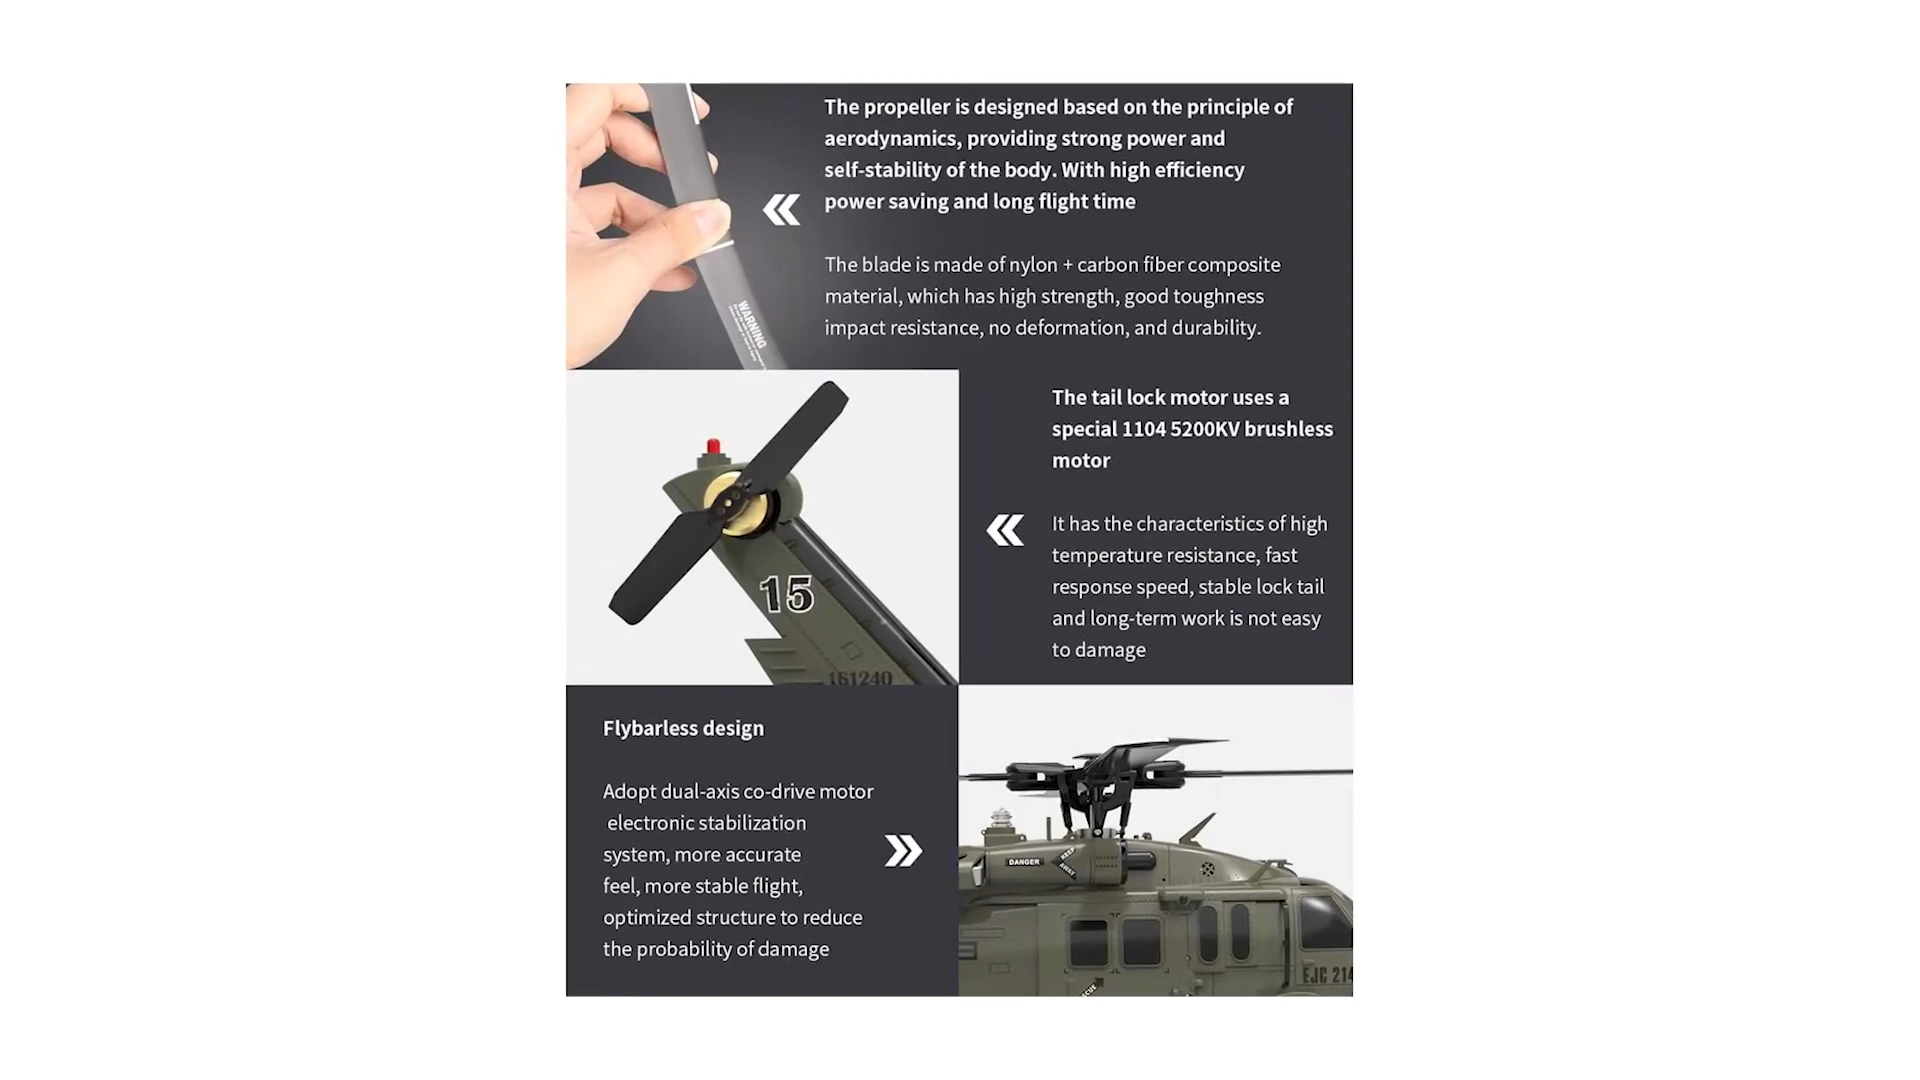 The propeller is designed based on the principle of
aerodynamics, providing strong power and
self-stability of the body. With high efficiency
power saving and long flight time
The blade is made of nylon + carbon fiber composite
material, which has high strength, good toughness
impact resistance, no deformation, and durability.
WARNING
The tail lock motor uses a
special 1104 5200KV brushless
motor
It has the characteristics of high
temperature resistance, fast
response speed, stable lock tail
and long-term work is not easy
to damage
15
161240
Flybarless design
Adopt dual-axis co-drive motor
electronic stabilization
system, more accurate
feel, more stable flight,
optimized structure to reduce
the probability of damage
DANGER
KEEP
AWAY
EJC 214